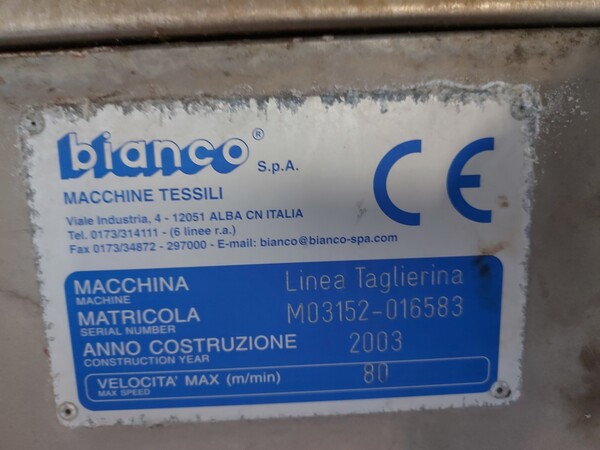 bianco® S.p.A.
MACCHINE TESSILI
Viale Industria, 4 - 12051 ALBA CN ITALIA
Tel. 0173/314111 - (6 linee r.a.)
Fax 0173/34872 - 297000 - E-mail: bianco@bianco-spa.com
CE
MACCHINA Linea Taglierina
MACHINE
MATRICOLA M03152-016583
SERIAL NUMBER
ANNO COSTRUZIONE 2003
CONSTRUCTION YEAR
VELOCITA' MAX (m/min) 80
MAX SPEED